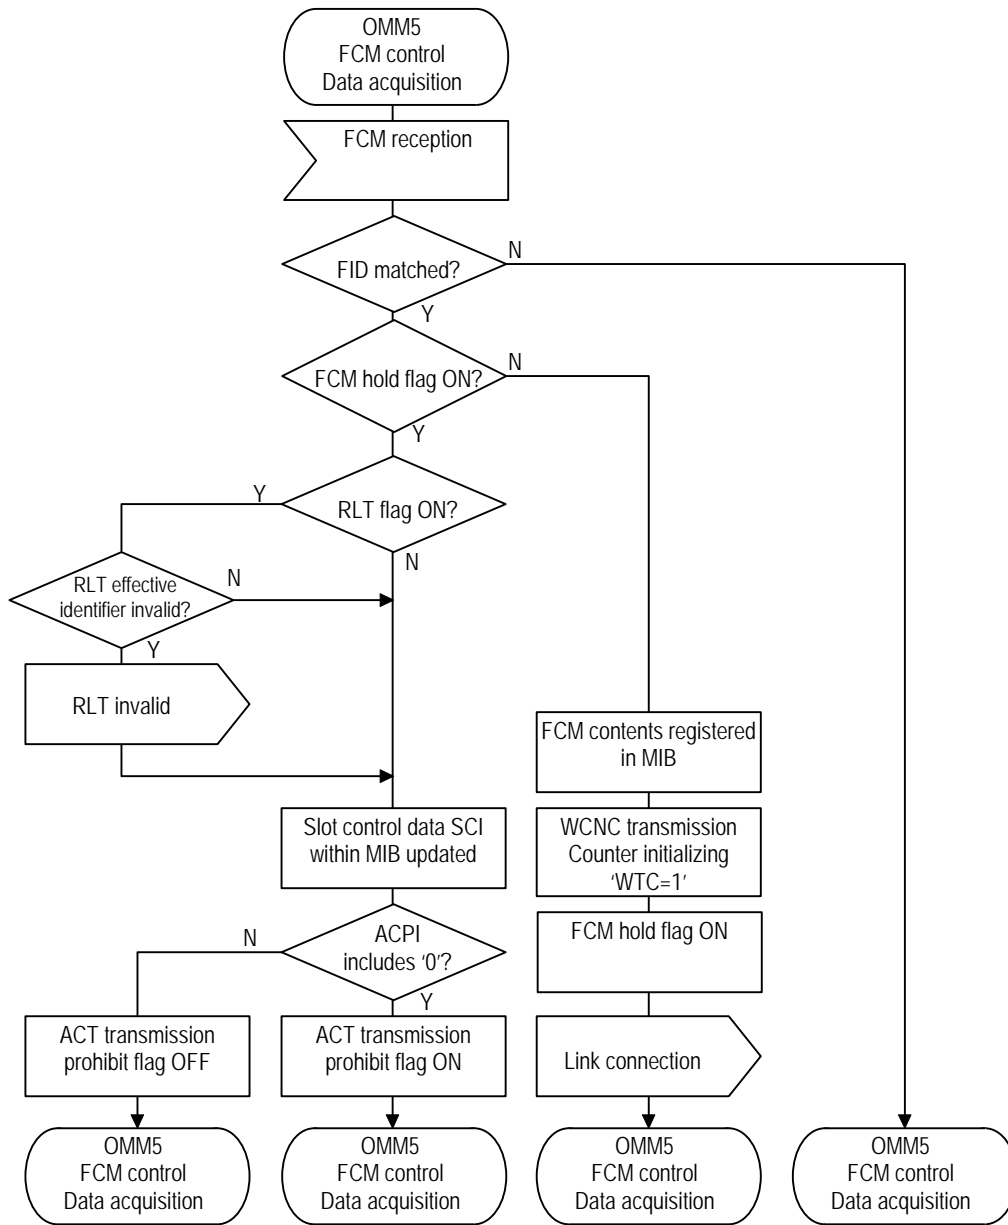 OMM5
FCM control
Data acquisition
FCM reception
N
FID matched?
Y
N
FCM hold flag ON?
Y
Y
RLT flag ON?
N
RLT effective
identifier invalid?
N
Y
RLT invalid
FCM contents registered
in MIB
Slot control data SCI
within MIB updated
WCNC transmission
Counter initializing
‘WTC=1’
N
ACPI
includes ‘0’?
Y
FCM hold flag ON
ACT transmission
prohibit flag OFF
ACT transmission
prohibit flag ON
Link connection
OMM5
FCM control
Data acquisition
OMM5
FCM control
Data acquisition
OMM5
FCM control
Data acquisition
OMM5
FCM control
Data acquisition